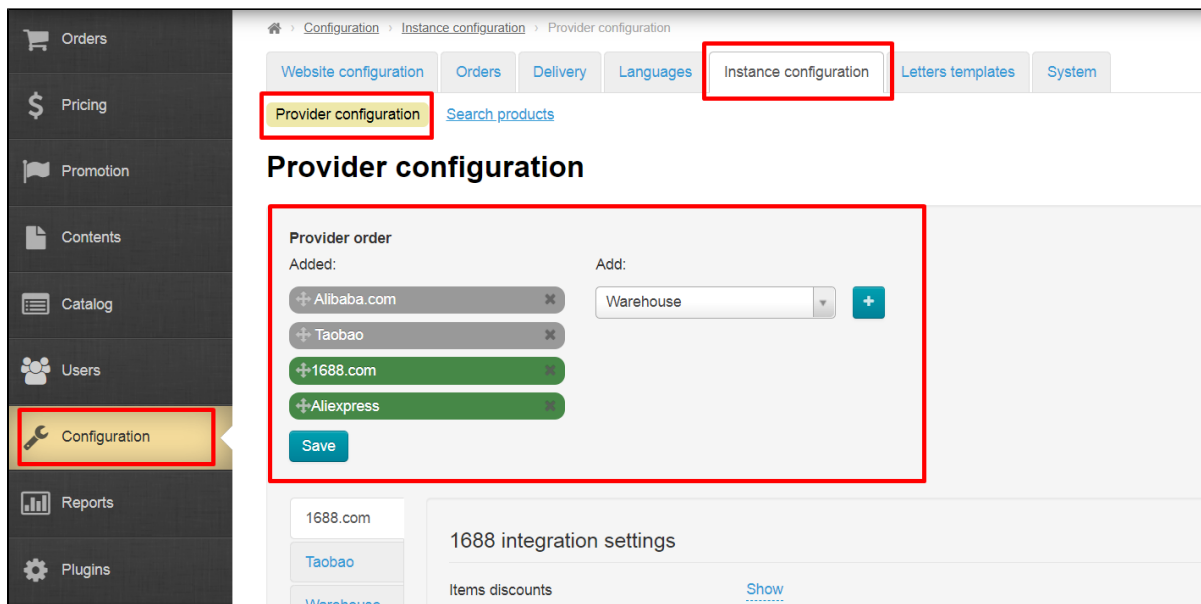 Orders
Pricing
Promotion
Contents
Catalog
Users
Configuration
Reports
Plugins
Configuration Instance configuration Provider configuration
Website configuration Orders Delivery Languages Instance configuration Letters templates System
Provider configuration Search products
Provider configuration
Provider order
Added: Add:
Alibaba.com Warehouse +
Taobao
1688.com
Aliexpress
Save
1688.com
Taobao
Warehouse
1688 integration settings
Items discounts Show